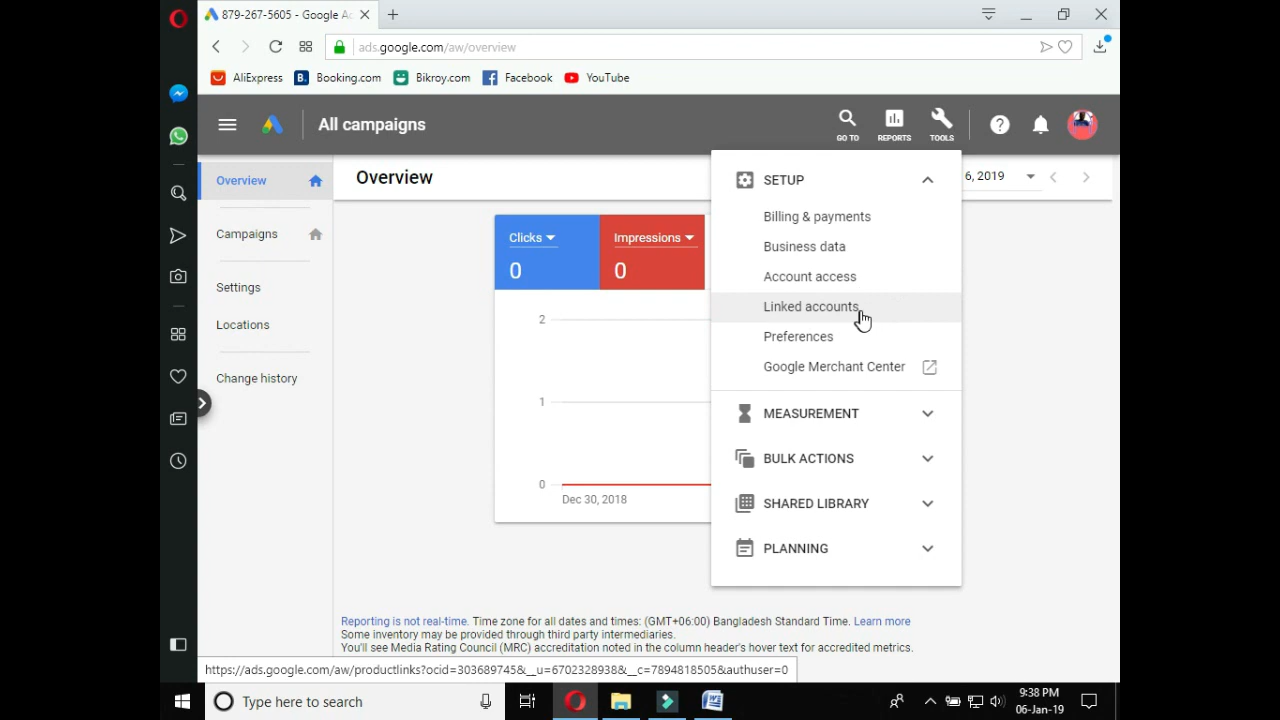 879-267-5605 - Google Ac
ads.google.com/aw/overview
AliExpress
B. Booking.com
Bikroy.com
Facebook
YouTube
All campaigns
GO TO
REPORTS
TOOLS
Overview
Campaigns
Settings
Locations
Change history
Overview
6, 2019
Clicks
0
Impressions
0
2
1
0
Dec 30, 2018
SETUP
Billing & payments
Business data
Account access
Linked accounts
Preferences
Google Merchant Center
MEASUREMENT
BULK ACTIONS
SHARED LIBRARY
PLANNING
Reporting is not real-time. Time zone for all dates and times: (GMT+06:00) Bangladesh Standard Time. Learn more
Some inventory may be provided through third party intermediaries.
You'll see Media Rating Council (MRC) accreditation noted in the column header's hover text for accredited metrics.
https://ads.google.com/aw/productlinks?ocid=303689745&__u=6702328938&__c=7894818505&authuser=0
Type here to search
9:38 PM
06-Jan-19